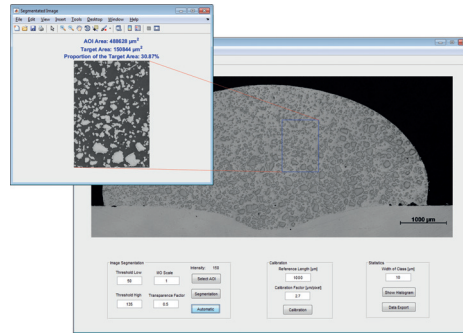 Segmented Image
File Edit View Insert Tools Desktop Window Help
AOI Area: 488628 µm²
Target Area: 150844 µm²
Proportion of the Target Area: 30.87%
1000 µm
Image Segmentation
Threshold Low
I/O Scale
Intensity: 150
55
1
Select AOI
Threshold High
Transparence Factor
Segmentation
135
0.5
Automatic
Calibration
Reference Length [µm]
1000
Calibration Factor [µm/pixel]
2.7
Calibration
Statistics
Width of Class [µm]
10
Show Histogram
Data Export